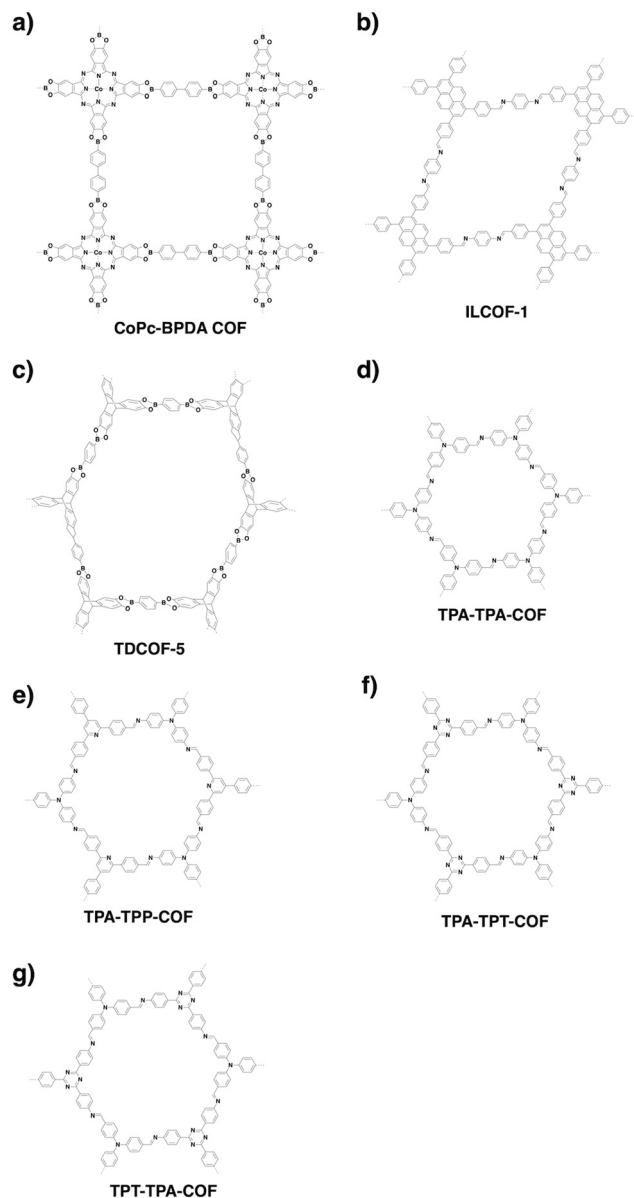 a)
b)
CoPc-BPDA COF
ILCOF-1
c)
d)
TDCOF-5
TPA-TPA-COF
e)
f)
TPA-TPP-COF
TPA-TPT-COF
g)
TPT-TPA-COF